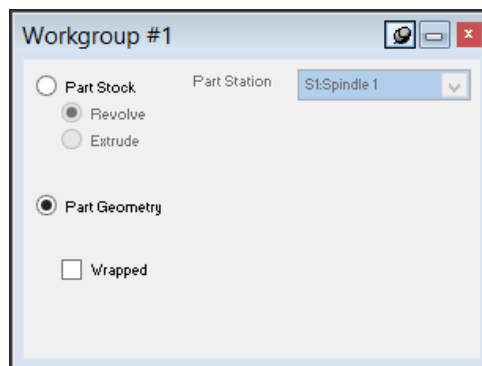 Workgroup #1
Part Stock Part Station S1:Spindle 1
Revolve
Extrude
Part Geometry
Wrapped